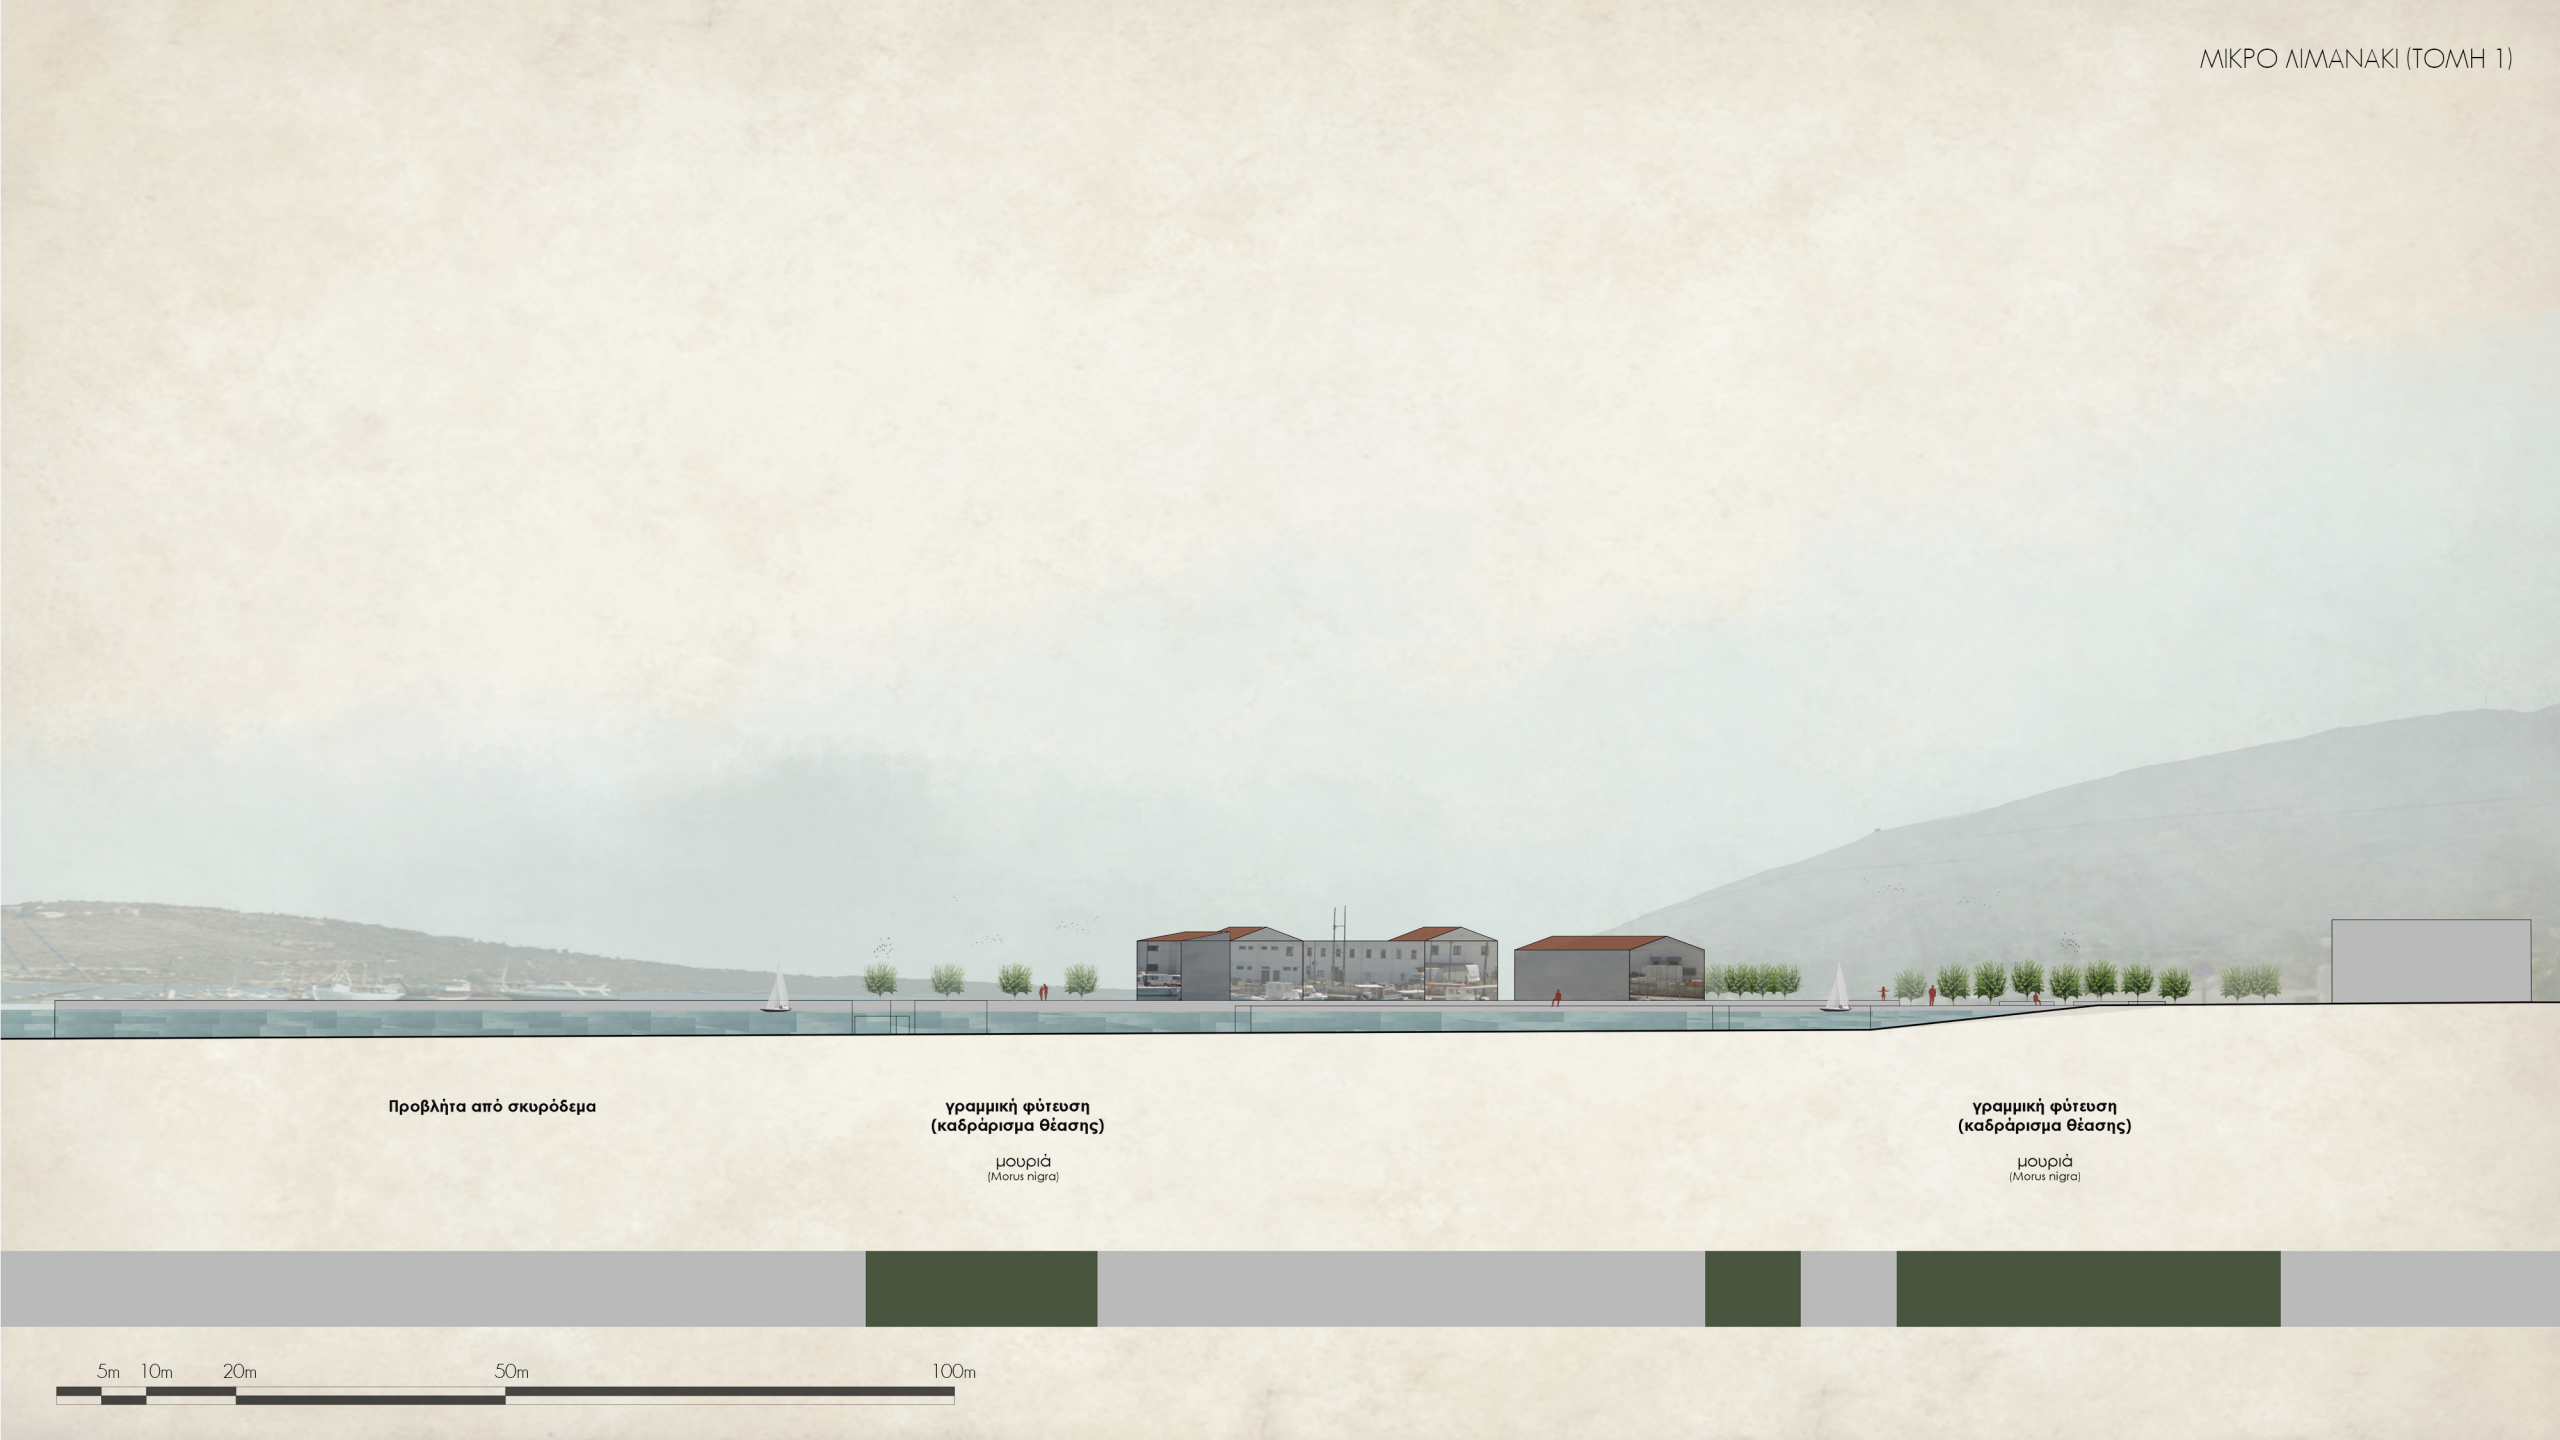 ΜΙΚΡΟ ΛΙΜΑΝΑΚΙ (ΤΟΜΗ 1)
Προβλήτα από σκυρόδεμα
γραμμική φύτευση
(καδράρισμα θέασης)
μουριά
(Morus nigra)
γραμμική φύτευση
(καδράρισμα θέασης)
μουριά
(Morus nigra)
5m 10m 20m 50m 100m